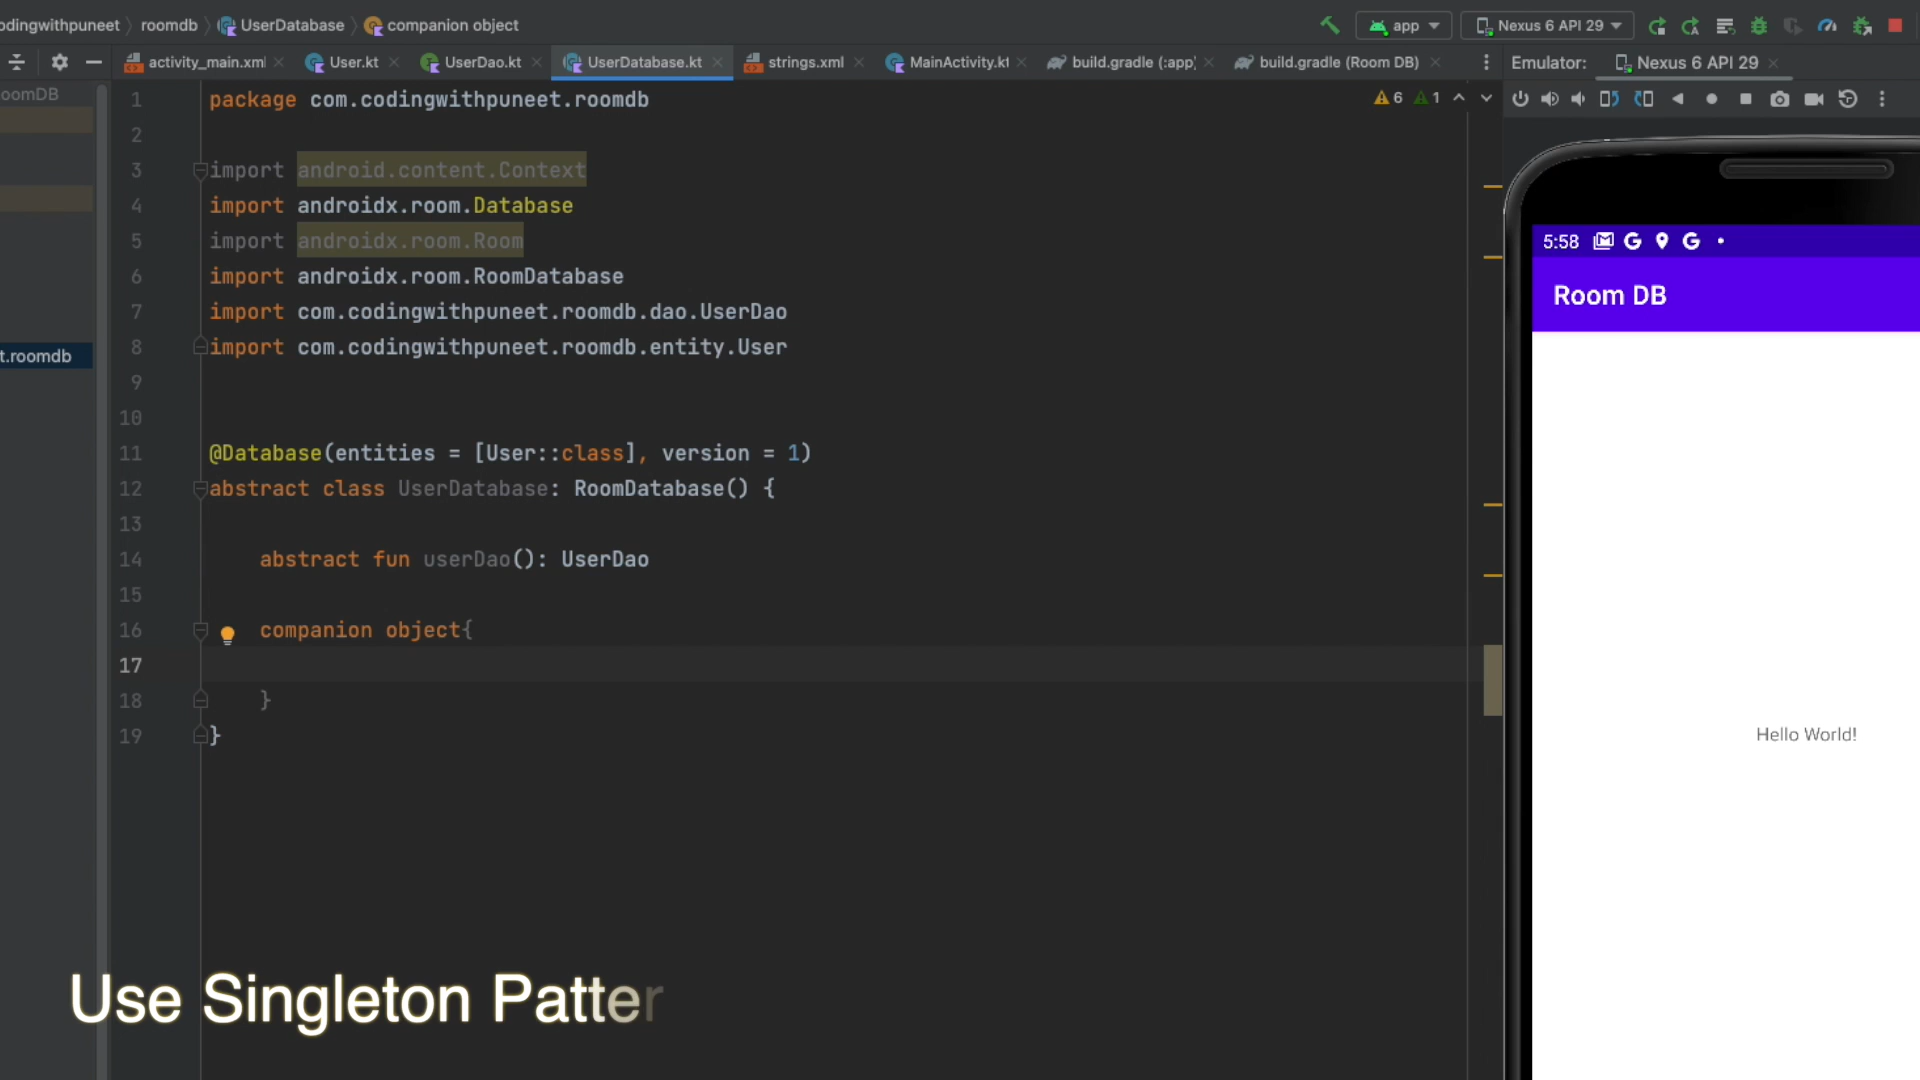 odingwithpuneet roomdb UserDatabase companion object app Nexus 6 API 29
activity_main.xml User.kt UserDao.kt UserDatabase.kt strings.xml MainActivity.kt build.gradle (:app) build.gradle (Room DB) Emulator: Nexus 6 API 29
oomDB
t.roomdb
6 1
1 package com.codingwithpuneet.roomdb
2
3 import android.content.Context
4 import androidx.room.Database
5 import androidx.room.Room
6 import androidx.room.RoomDatabase
7 import com.codingwithpuneet.roomdb.dao.UserDao
8 import com.codingwithpuneet.roomdb.entity.User
9
10
11 @Database(entities = [User::class], version = 1)
12 abstract class UserDatabase: RoomDatabase() {
13
14 abstract fun userDao(): UserDao
15
16 companion object{
17
18 }
19 }
5:58
Room DB
Hello World!
Use Singleton Patter